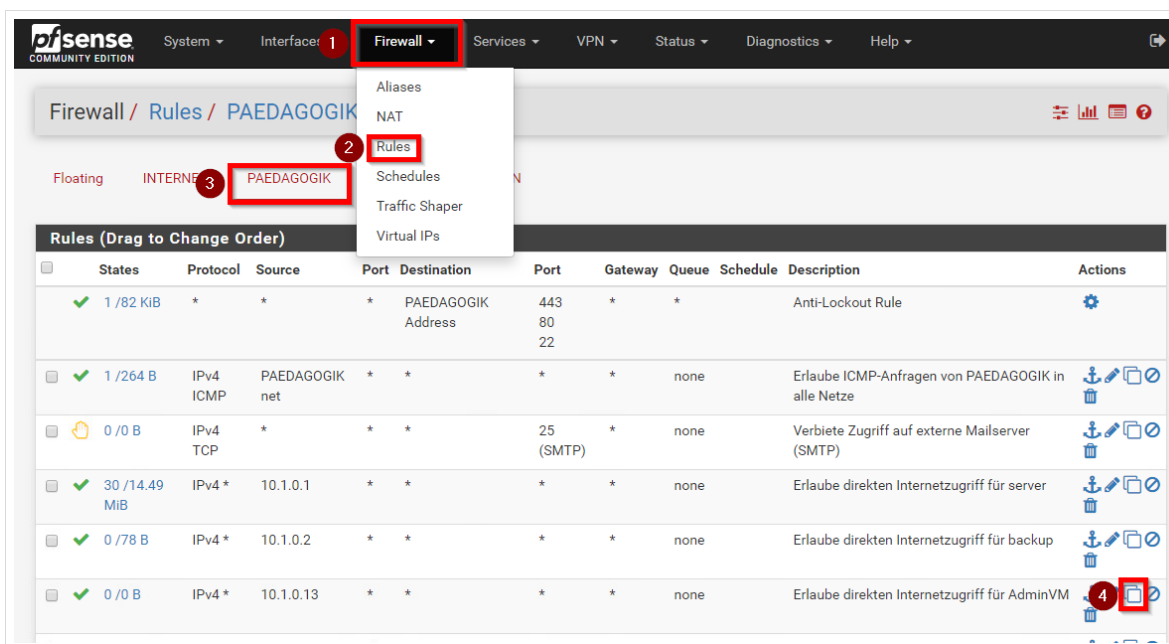 pfsense System Interfaces 1 Firewall Services VPN Status Diagnostics Help
COMMUNITY EDITION
Aliases
Firewall / Rules / PAEDAGOGIK
NAT
2 Rules
Floating 3 PAEDAGOGIK
Schedules
Traffic Shaper
Virtual IPs
Rules (Drag to Change Order)
States Protocol Source Port Destination Port Gateway Queue Schedule Description Actions
1 /82 KiB * * * PAEDAGOGIK 443 * * Anti-Lockout Rule
Address 80
22
1 /264 B IPv4 PAEDAGOGIK * * * * none Erlaube ICMP-Anfragen von PAEDAGOGIK in
ICMP net alle Netze
0 /0 B IPv4 * * * 25 * none Verbiete Zugriff auf externe Mailserver
TCP (SMTP) (SMTP)
30 /14.49 IPv4 * 10.1.0.1 * * * * none Erlaube direkten Internetzugriff für server
MiB
0 /78 B IPv4 * 10.1.0.2 * * * * none Erlaube direkten Internetzugriff für backup
0 /0 B IPv4 * 10.1.0.13 * * * * none Erlaube direkten Internetzugriff für AdminVM 4